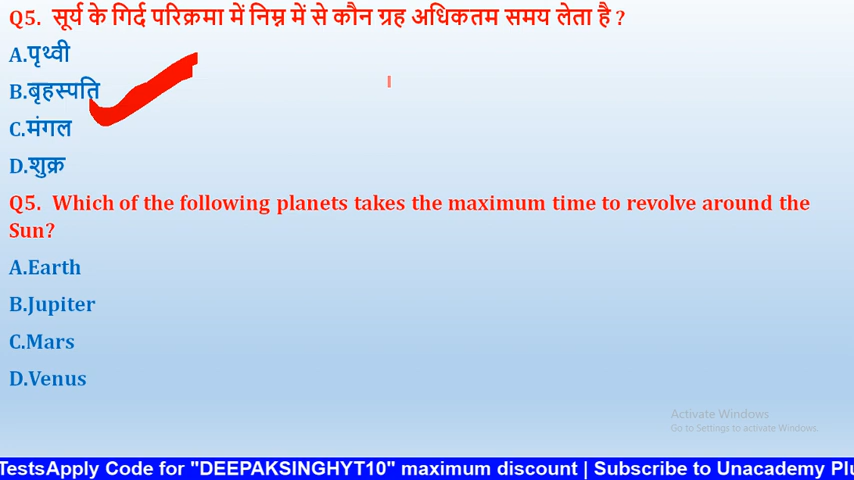 Q5. सूर्य के गिर्द परिक्रमा में निम्न में से कौन ग्रह अधिकतम समय लेता है ?
A.पृथ्वी
B.बृहस्पति
C.मंगल
D.शुक्र
Q5. Which of the following planets takes the maximum time to revolve around the
Sun?
A.Earth
B.Jupiter
C.Mars
D.Venus
Activate Windows
Go to Settings to activate Windows.
TestsApply Code for "DEEPAKSINGHYT10" maximum discount | Subscribe to Unacademy Plu